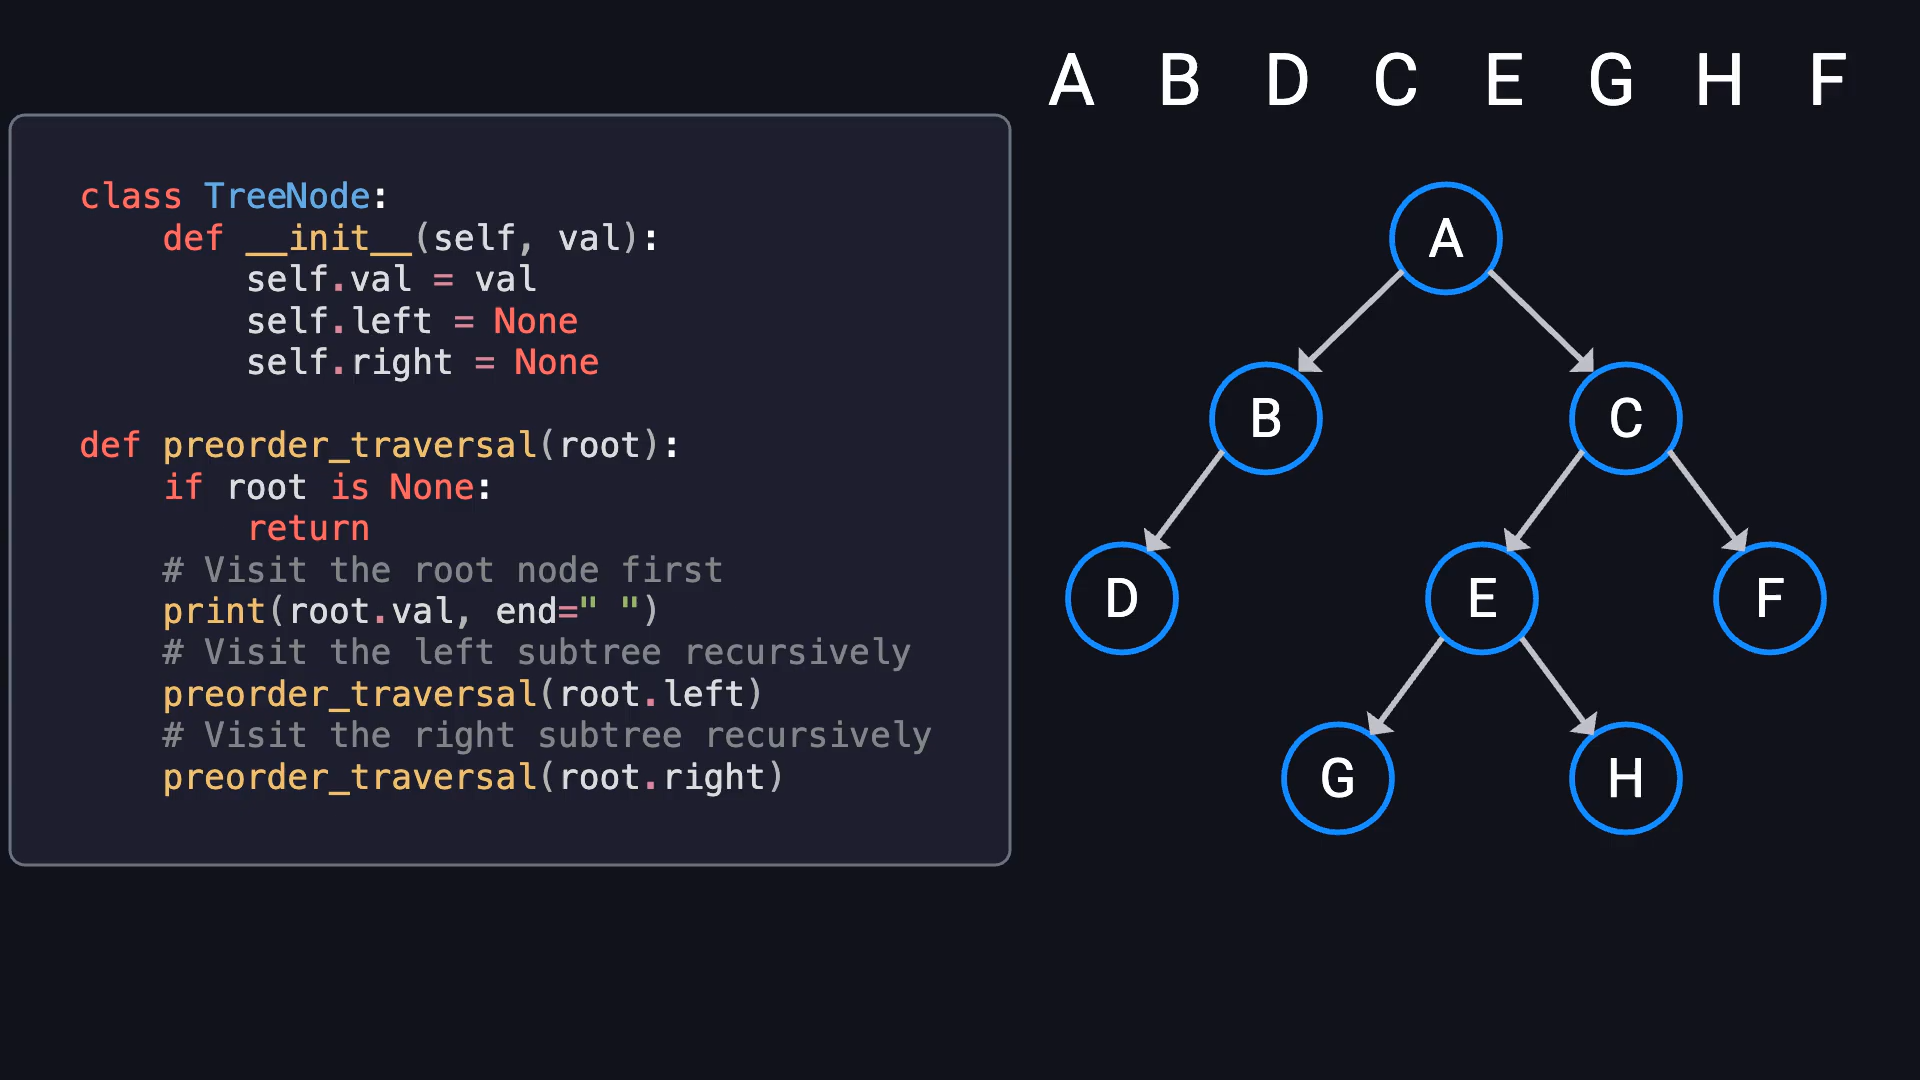 class TreeNode:
    def __init__(self, val):
        self.val = val
        self.left = None
        self.right = None

def preorder_traversal(root):
    if root is None:
        return
    # Visit the root node first
    print(root.val, end=" ")
    # Visit the left subtree recursively
    preorder_traversal(root.left)
    # Visit the right subtree recursively
    preorder_traversal(root.right)
A B D C E G H F
A
B C
D E F
G H